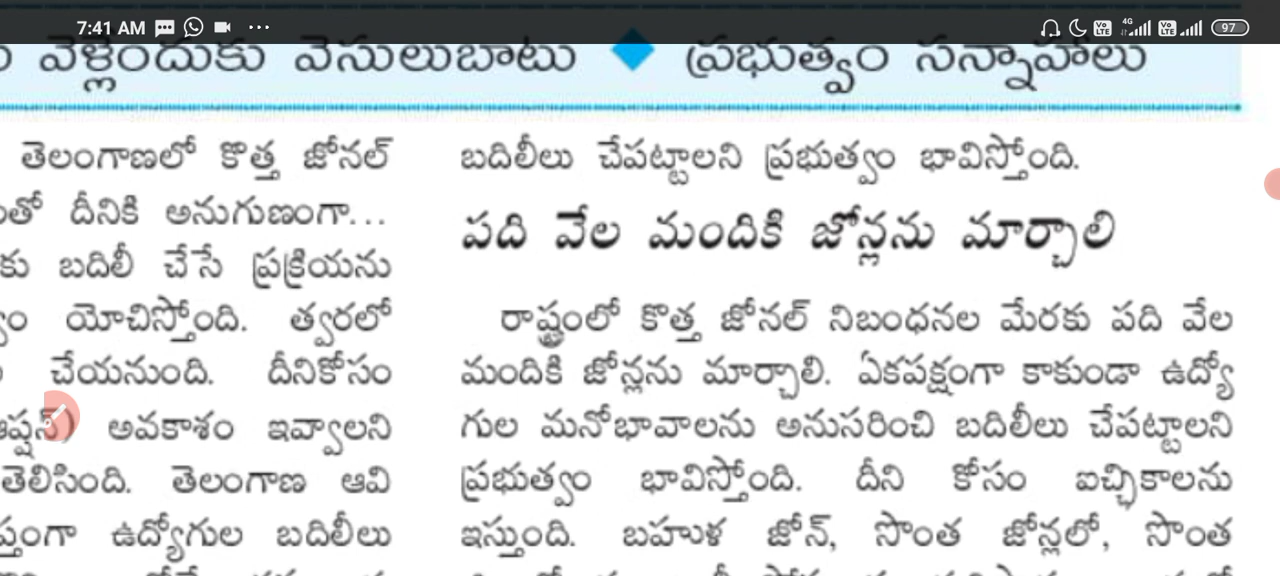 7:41 AM
4G
97
వెళ్లేందుకు వెసులుబాటు ◆ ప్రభుత్వం సన్నాహాలు
తెలంగాణలో కొత్త జోనల్
దీనికి అనుగుణంగా...
కు బదిలీ చేసే ప్రక్రియను
యోచిస్తోంది. త్వరలో
చేయనుంది. దీనికోసం
అవకాశం ఇవ్వాలని
తెలిసింది. తెలంగాణ ఆవి
ఉద్యోగుల బదిలీలు
బదిలీలు చేపట్టాలని ప్రభుత్వం భావిస్తోంది.
పది వేల మందికి జోన్లను మార్చాలి
రాష్ట్రంలో కొత్త జోనల్ నిబంధనల మేరకు పది వేల
మందికి జోన్లను మార్చాలి. ఏకపక్షంగా కాకుండా ఉద్యో
గుల మనోభావాలను అనుసరించి బదిలీలు చేపట్టాలని
ప్రభుత్వం భావిస్తోంది. దీని కోసం ఐచ్ఛికాలను
ఇస్తుంది. బహుళ జోన్, సొంత జోన్లలో, సొంత